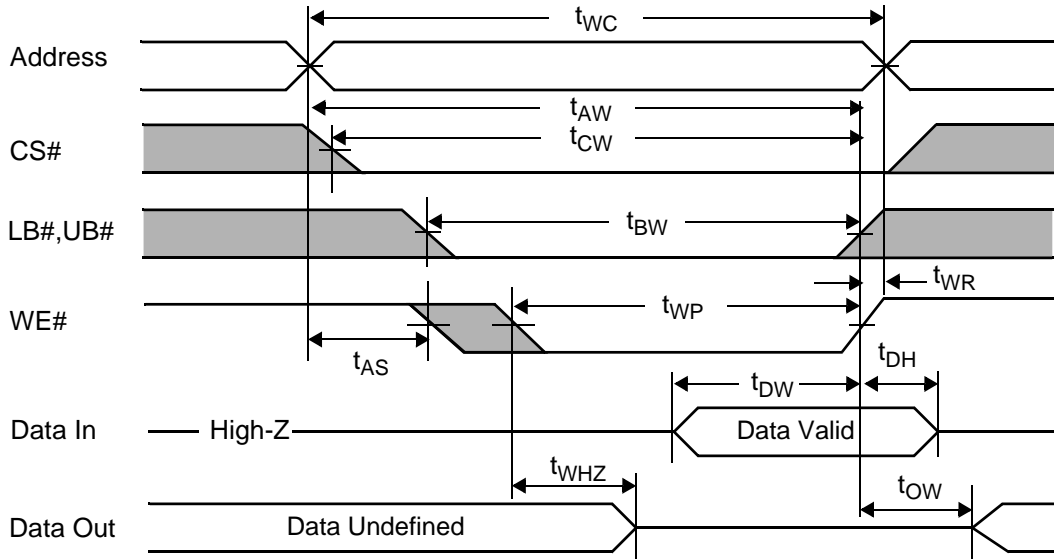 tWC
Address
tAW
tCW
CS#
tBW
LB#,UB#
tWR
tWP
WE#
tAS
tDH
tDW
Data In High-Z Data Valid
tWHZ
tOW
Data Out Data Undefined